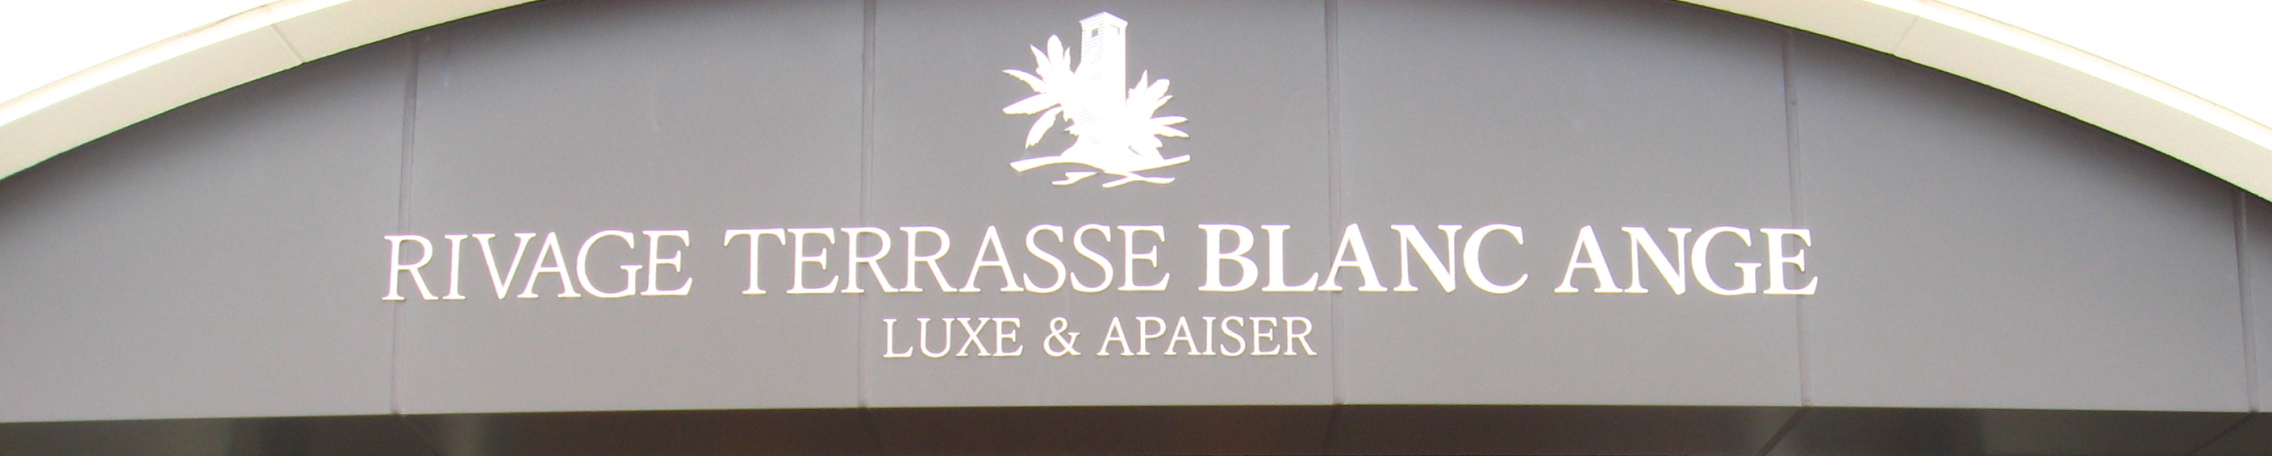 RIVAGE TERRASSE BLANC ANGE
LUXE & APAISER